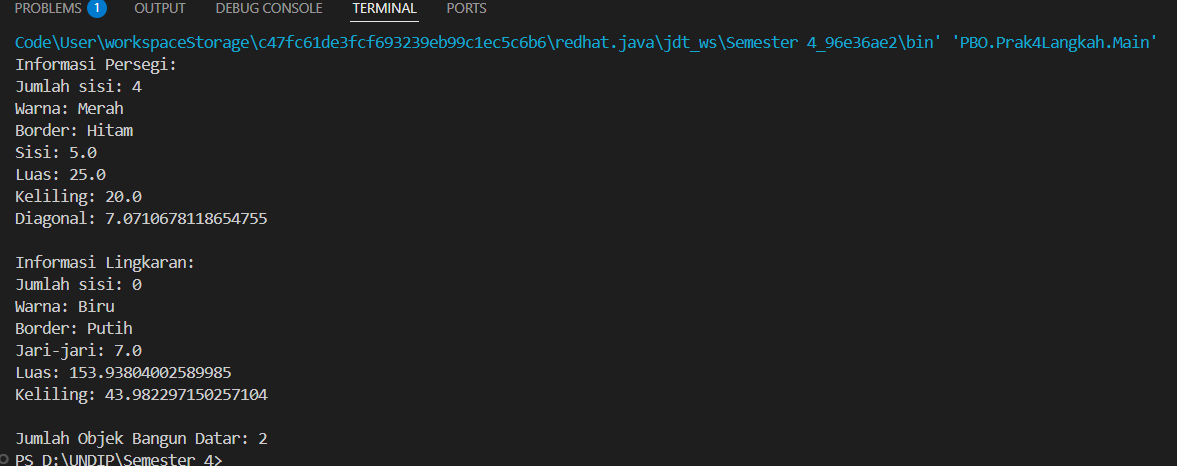 PROBLEMS 1 OUTPUT DEBUG CONSOLE TERMINAL PORTS
Code\User\workspaceStorage\c47fc61de3fcf693239eb99c1ec5c6b6\redhat.java\jdt_ws\Semester 4_96e36ae2\bin' 'PBO.Prak4Langkah.Main'
Informasi Persegi:
Jumlah sisi: 4
Warna: Merah
Border: Hitam
Sisi: 5.0
Luas: 25.0
Keliling: 20.0
Diagonal: 7.0710678118654755
Informasi Lingkaran:
Jumlah sisi: 0
Warna: Biru
Border: Putih
Jari-jari: 7.0
Luas: 153.93804002589985
Keliling: 43.982297150257104
Jumlah Objek Bangun Datar: 2
PS D:\UNDIP\Semester 4>